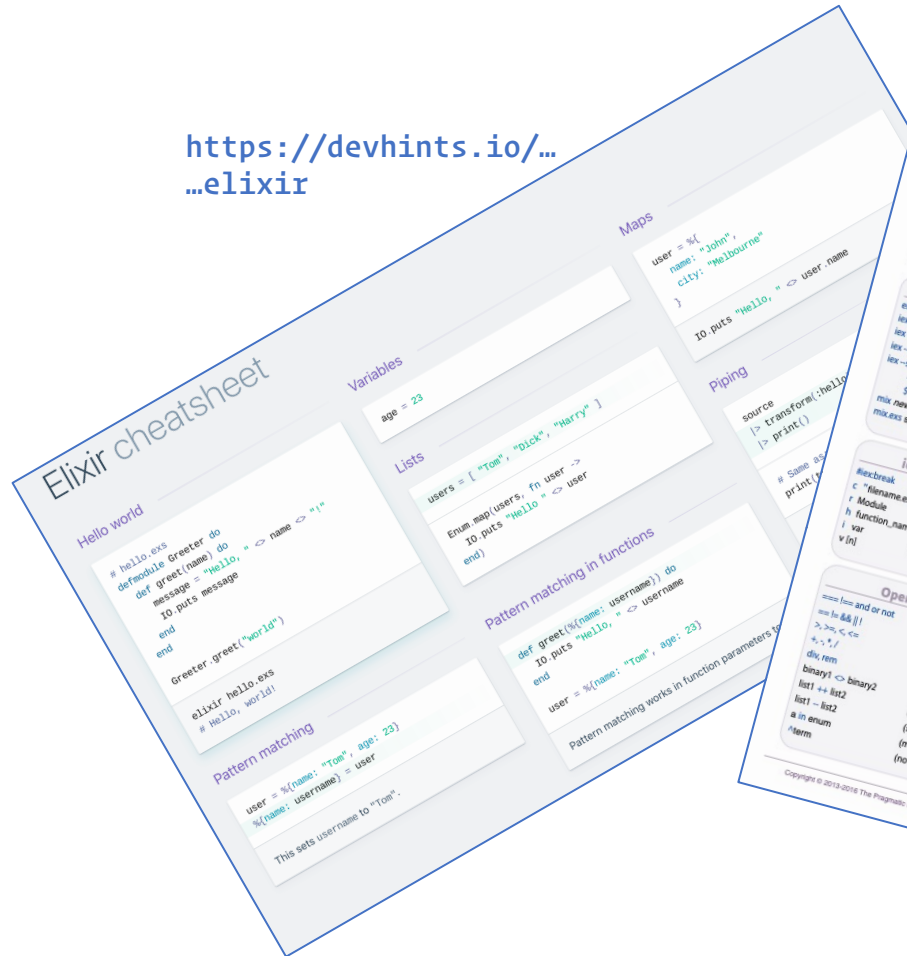 https://devhints.io/…
…elixir
Elixir cheatsheet
Hello world
# hello.exs
defmodule Greeter do
def greet(name) do
message = "Hello, " <> name <> "!"
IO.puts message
end
end
Greeter.greet("world")
elixir hello.exs
# Hello, world!
Variables
age = 23
Maps
user = %{
name: "John",
city: "Melbourne"
}
IO.puts "Hello, " <> user.name
Lists
users = [ "Tom", "Dick", "Harry" ]
Enum.map(users, fn user ->
IO.puts "Hello " <> user
end)
Piping
source
|> transform(:hello
|> print()
# Same as
Pattern matching
user = %{name: "Tom", age: 23}
%{name: username} = user
This sets username to "Tom".
Pattern matching in functions
def greet(%{name: username}) do
IO.puts "Hello, " <> username
end
user = %{name: "Tom", age: 23}
Pattern matching works in function parameters
mix new
mix.exs
#iex:break
c "filename.e
r Module
h function_nam
i var
v [n]
Oper
=== !== and or not
== != && || !
>, >=, <, <=
+, -, *, /
div, rem
binary1 <> binary2
list1 ++ list2
list1 -- list2
a in enum
^term
Copyright © 2013-2016 The Pragmatic